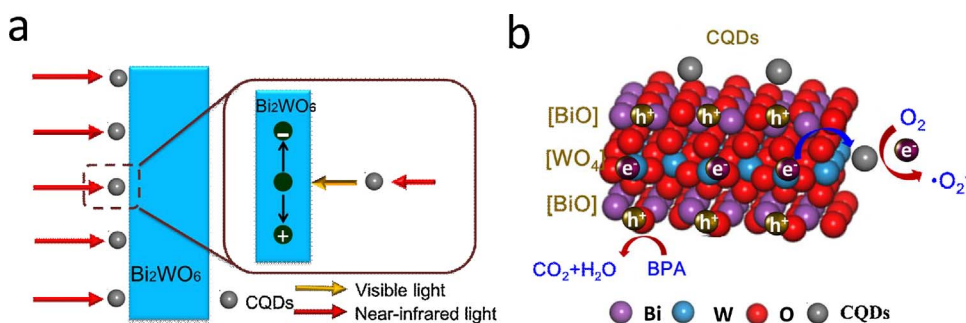 a
Bi₂WO₆
Bi₂WO₆
CQDs
Visible light
Near-infrared light
b
CQDs
[BiO]
[WO₄]
[BiO]
h⁺ h⁺ h⁺
e⁻ e⁻ e⁻
h⁺ h⁺ h⁺
O₂
e⁻
·O₂⁻
CO₂+H₂O BPA
Bi W O CQDs